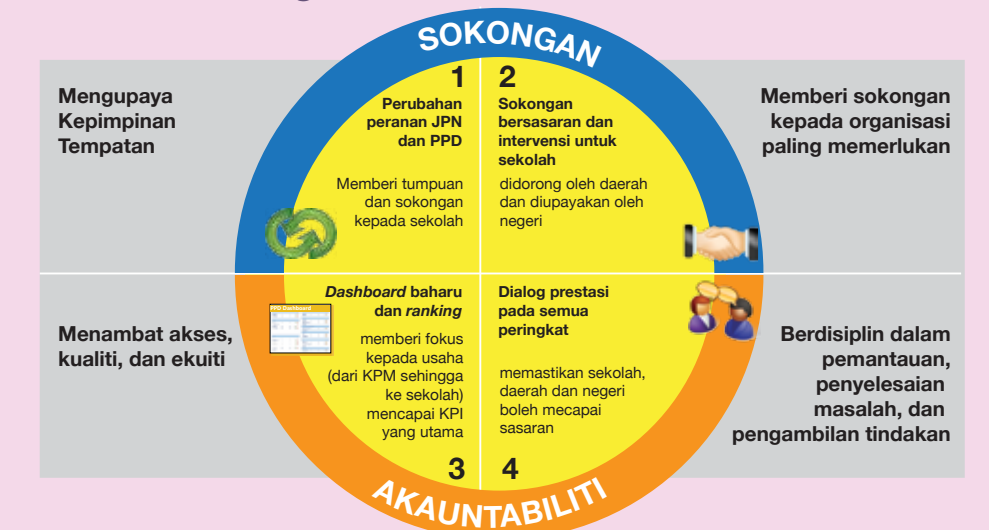 SOKONGAN
Mengupaya
Kepimpinan
Tempatan
1
Perubahan
peranan JPN
dan PPD
Memberi tumpuan
dan sokongan
kepada sekolah
2
Sokongan
bersasaran dan
intervensi untuk
sekolah
didorong oleh daerah
dan diupayakan oleh
negeri
Memberi sokongan
kepada organisasi
paling memerlukan
Menambat akses,
kualiti, dan ekuiti
Dashboard baharu
dan ranking
memberi fokus
kepada usaha
(dari KPM sehingga
ke sekolah)
mencapai KPI
yang utama
3
Dialog prestasi
pada semua
peringkat
memastikan sekolah,
daerah dan negeri
boleh mecapai
sasaran
4
Berdisiplin dalam
pemantauan,
penyelesaian
masalah, dan
pengambilan tindakan
AKAUNTABILITI